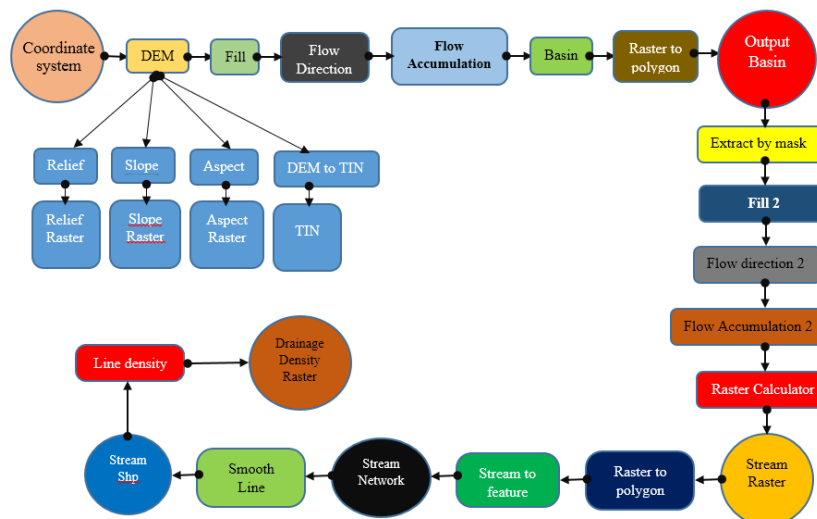 Coordinate
system
DEM
Fill
Flow
Direction
Flow
Accumulation
Basin
Raster to
polygon
Output
Basin
Relief
Slope
Aspect
DEM to TIN
Relief
Raster
Slope
Raster
Aspect
Raster
TIN
Extract by mask
Fill 2
Flow direction 2
Flow Accumulation 2
Raster Calculator
Line density
Drainage
Density
Raster
Stream
Shp
Smooth
Line
Stream
Network
Stream to
feature
Raster to
polygon
Stream
Raster